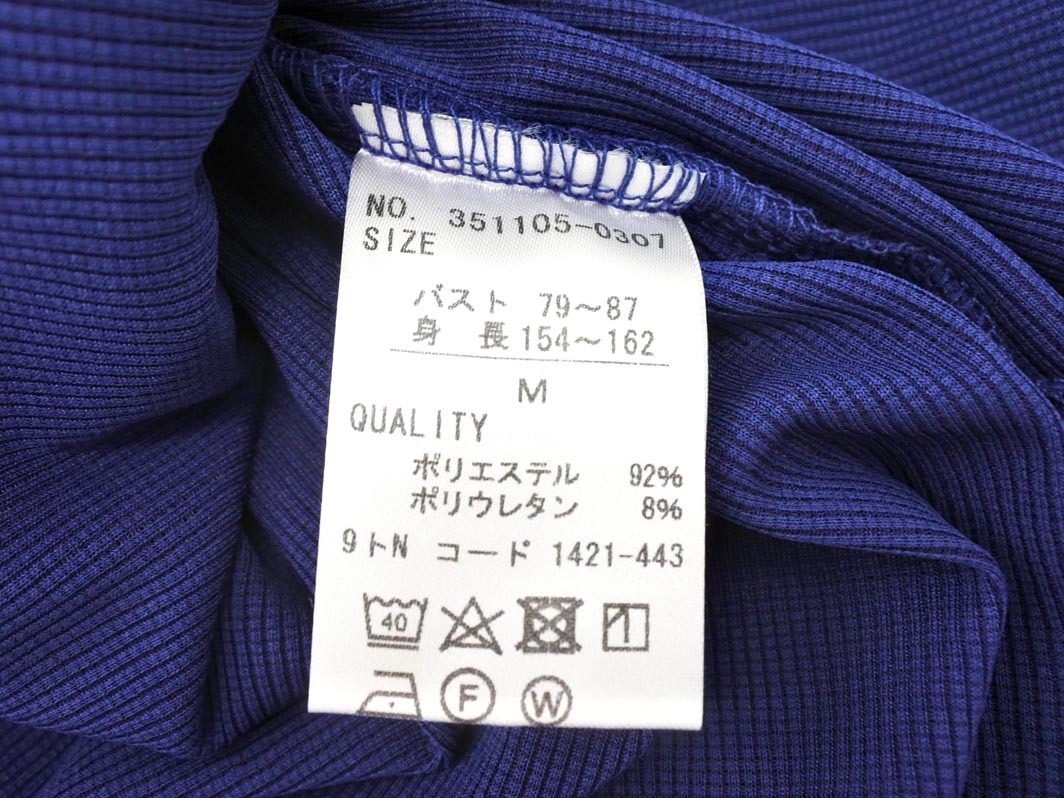 NO. 351105-0307
SIZE
バスト 79～87
身 長 154～162
M
QUALITY
ポリエステル 92%
ポリウレタン 8%
9トN コード 1421-443
40
F W